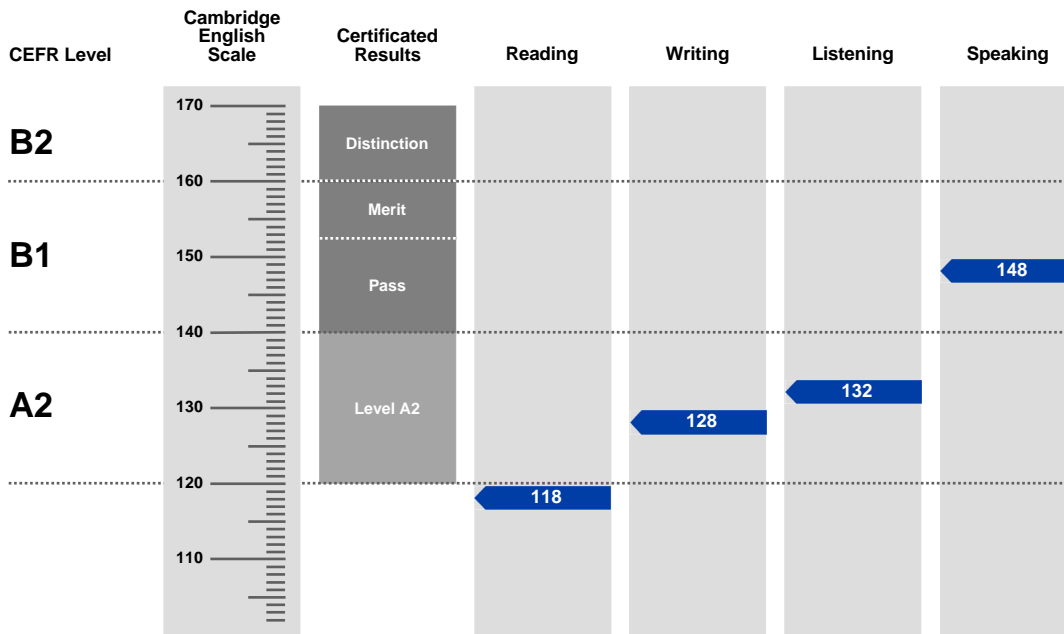 CEFR Level
Cambridge
English
Scale
Certificated
Results
Reading
Writing
Listening
Speaking
170
B2
Distinction
160
Merit
B1
150
148
Pass
140
132
A2
130
Level A2
128
120
118
110